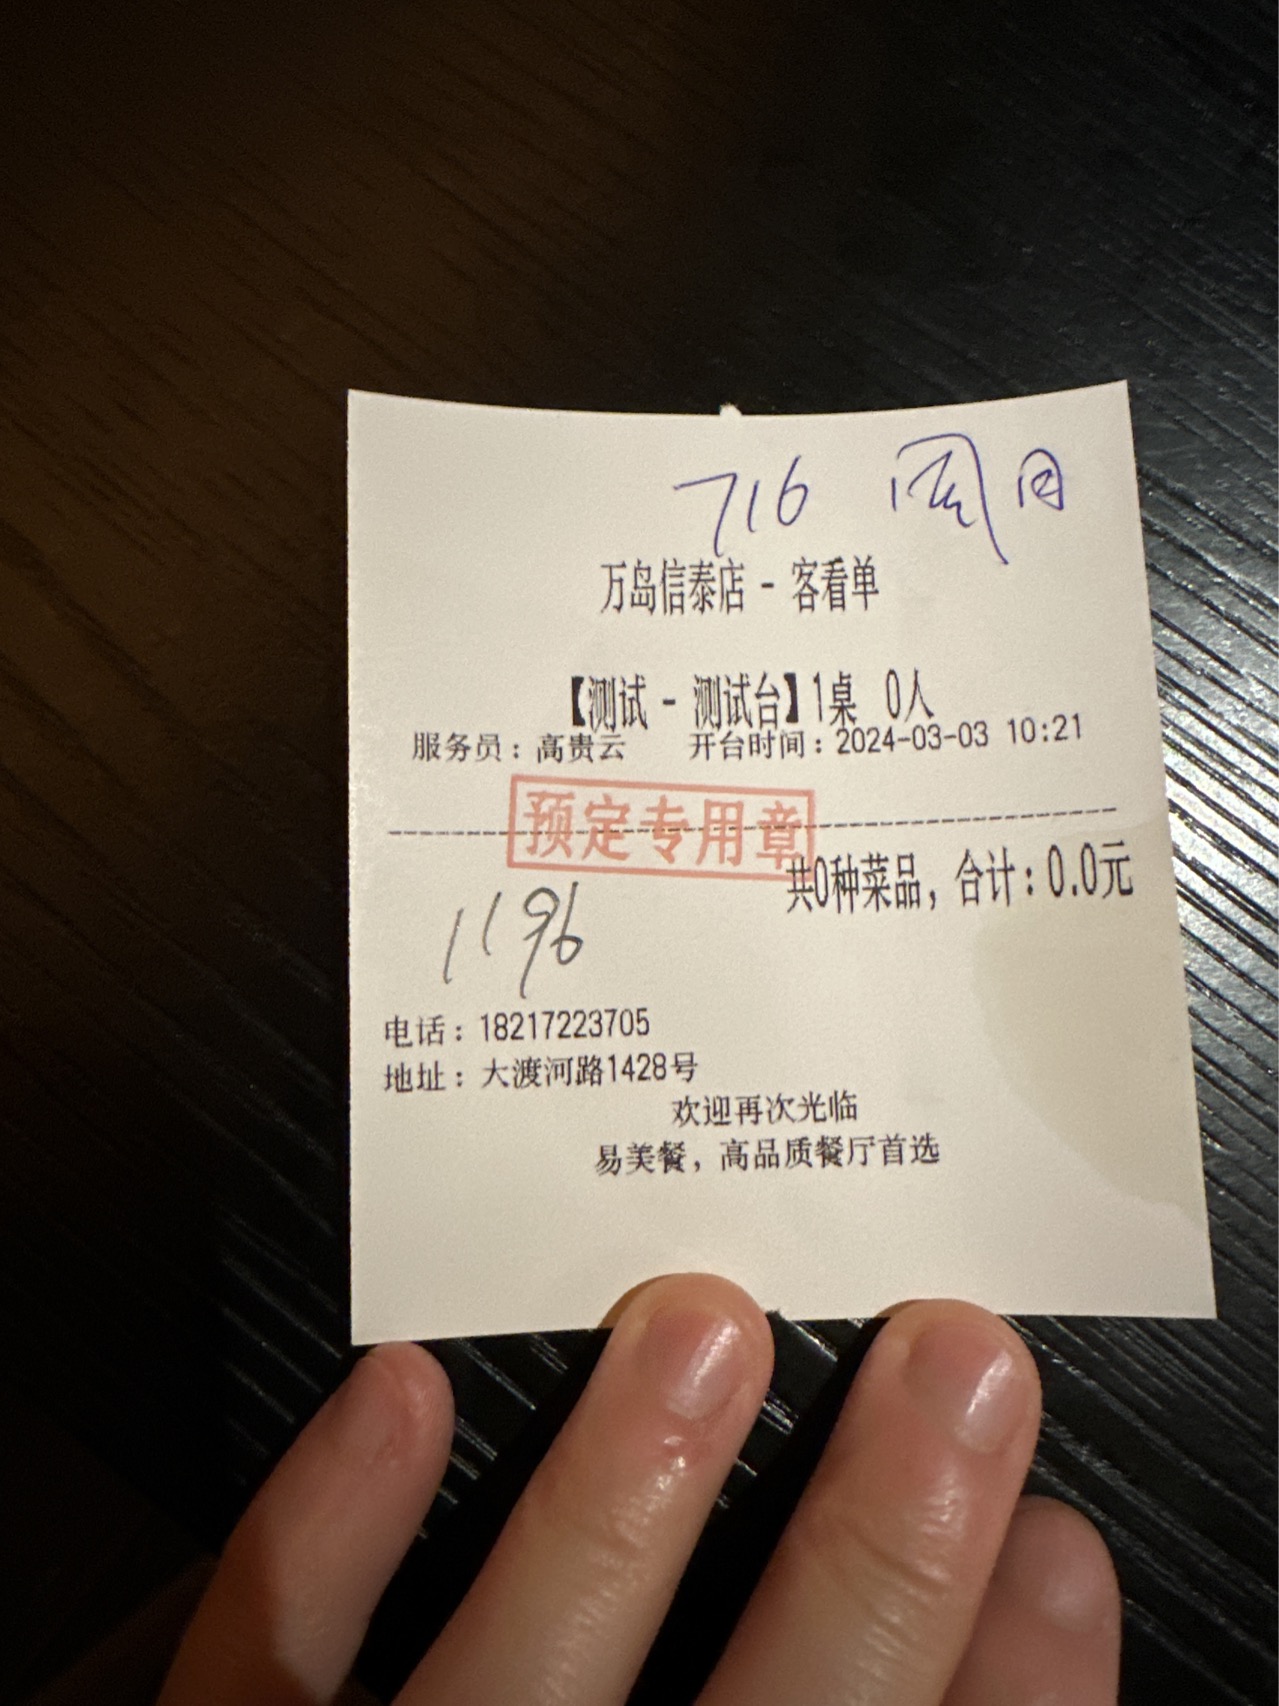 716 周日
万岛信泰店 - 客看单
【测试 - 测试台】1桌 0人
服务员：高贵云 开台时间：2024-03-03 10:21
预定专用章
共0种菜品，合计：0.0元
1196
电话：18217223705
地址：大渡河路1428号
欢迎再次光临
易美餐，高品质餐厅首选